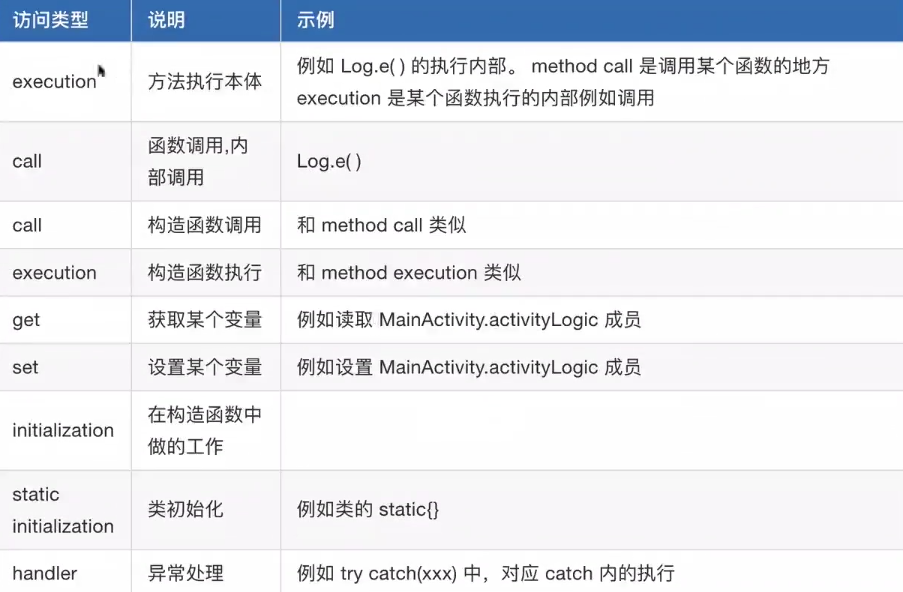 访问类型 说明 示例
execution 方法执行本体 例如 Log.e( ) 的执行内部。 method call 是调用某个函数的地方
execution 是某个函数执行的内部例如调用
call 函数调用,内
部调用 Log.e( )
call 构造函数调用 和 method call 类似
execution 构造函数执行 和 method execution 类似
get 获取某个变量 例如读取 MainActivity.activityLogic 成员
set 设置某个变量 例如设置 MainActivity.activityLogic 成员
initialization 在构造函数中
做的工作
static
initialization 类初始化 例如类的 static{}
handler 异常处理 例如 try catch(xxx) 中，对应 catch 内的执行